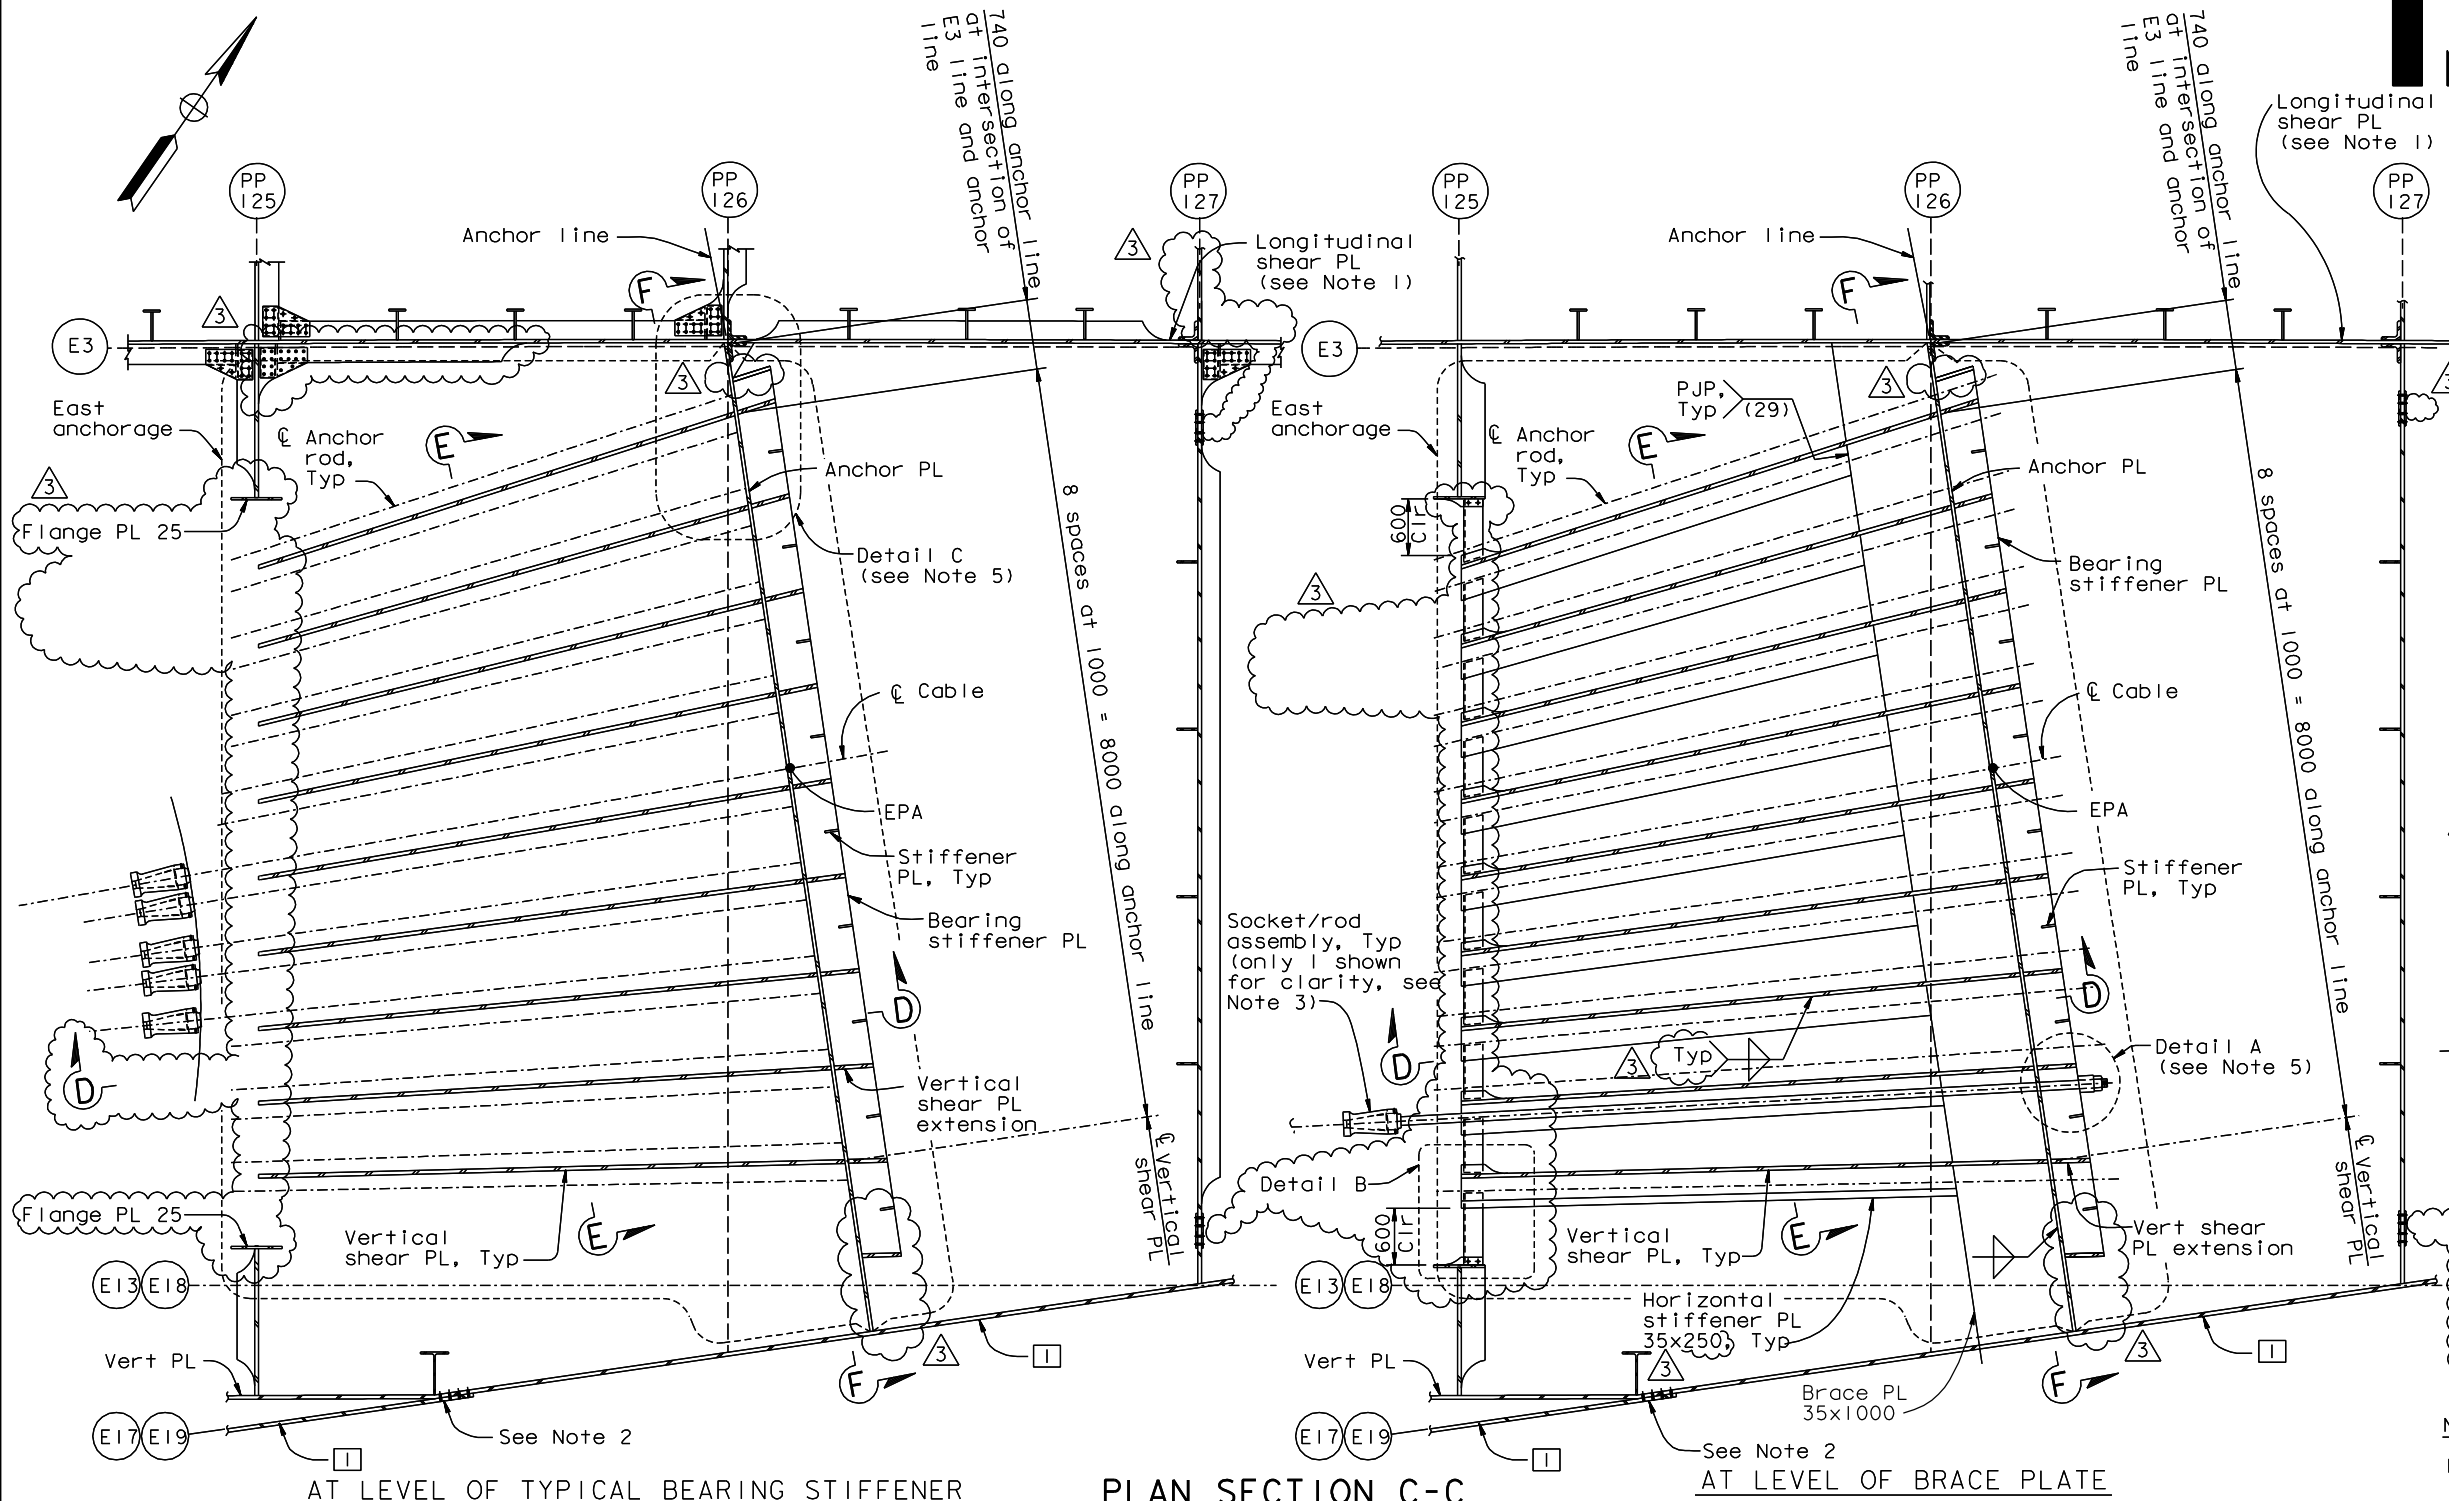 740 along anchor line
at intersection of
E3 line and anchor
line
PP
125
PP
126
PP
127
Anchor line
F
3
Longitudinal
shear PL
(see Note 1)
3
E3
East
anchorage
3
Flange PL 25
℄ Anchor
rod,
Typ
E
3
Anchor PL
Detail C
(see Note 5)
8 spaces at 1000 = 8000 along anchor line
℄ Cable
EPA
Stiffener
PL, Typ
Bearing
stiffener PL
D
D
Vertical
shear PL
extension
℄ Vertical
shear PL
Flange PL 25
Vertical
shear PL, Typ
E
E13
E18
Vert PL
3
F
1
E17
E19
See Note 2
1
AT LEVEL OF TYPICAL BEARING STIFFENER
PLAN SECTION C-C
740 along anchor line
at intersection of
E3 line and anchor
line
Longitudinal
shear PL
(see Note 1)
PP
125
PP
126
PP
127
Anchor line
F
E3
East
anchorage
℄ Anchor
rod,
Typ
E
PJP,
Typ
(29)
3
3
Anchor PL
600
Clr
3
Bearing
stiffener PL
8 spaces at 1000 = 8000 along anchor line
℄ Cable
EPA
Stiffener
PL, Typ
Socket/rod
assembly, Typ
(only 1 shown
for clarity, see
Note 3)
D
D
3
Typ
Detail A
(see Note 5)
Detail B
600
Clr
Vertical
shear PL, Typ
E
Vert shear
PL extension
℄ Vertical
shear PL
E13
E18
Horizontal
stiffener PL
35x250, Typ
Vert PL
3
3
F
1
Brace PL
35x1000
E17
E19
See Note 2
1
AT LEVEL OF BRACE PLATE